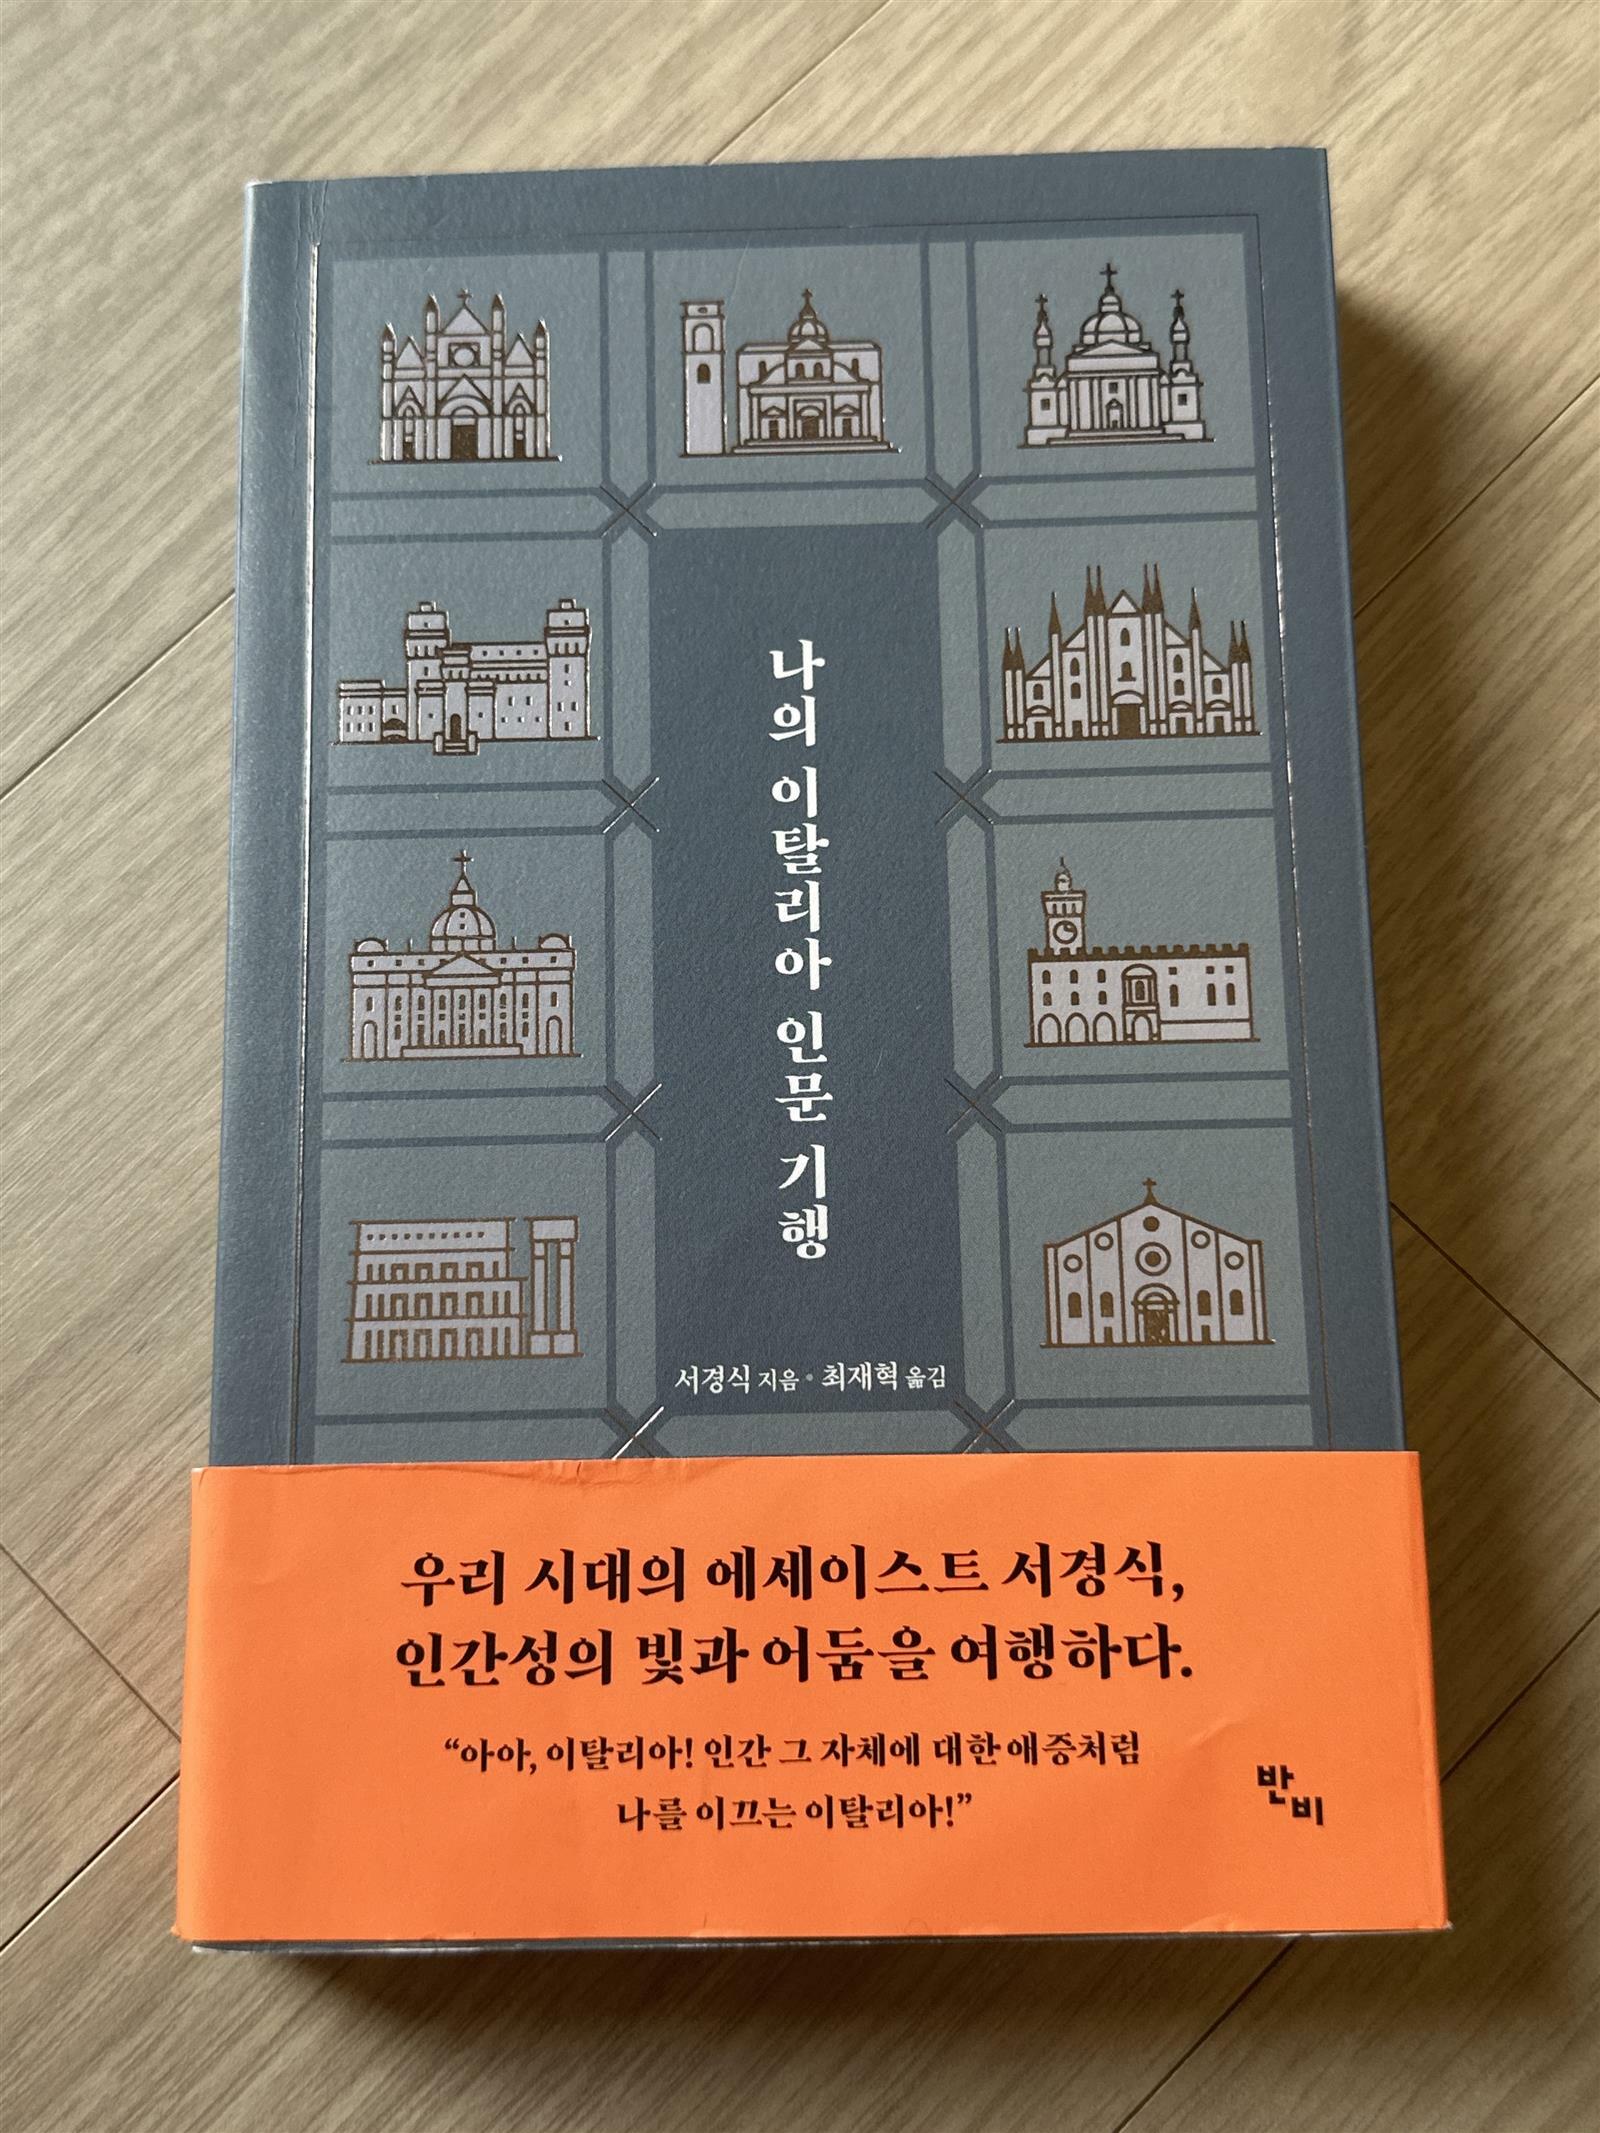 나의 이탈리아 인문 기행
서경식 지음 · 최재혁 옮김
우리 시대의 에세이스트 서경식,
인간성의 빛과 어둠을 여행하다.
“아아, 이탈리아! 인간 그 자체에 대한 애증처럼
나를 이끄는 이탈리아!”
반비